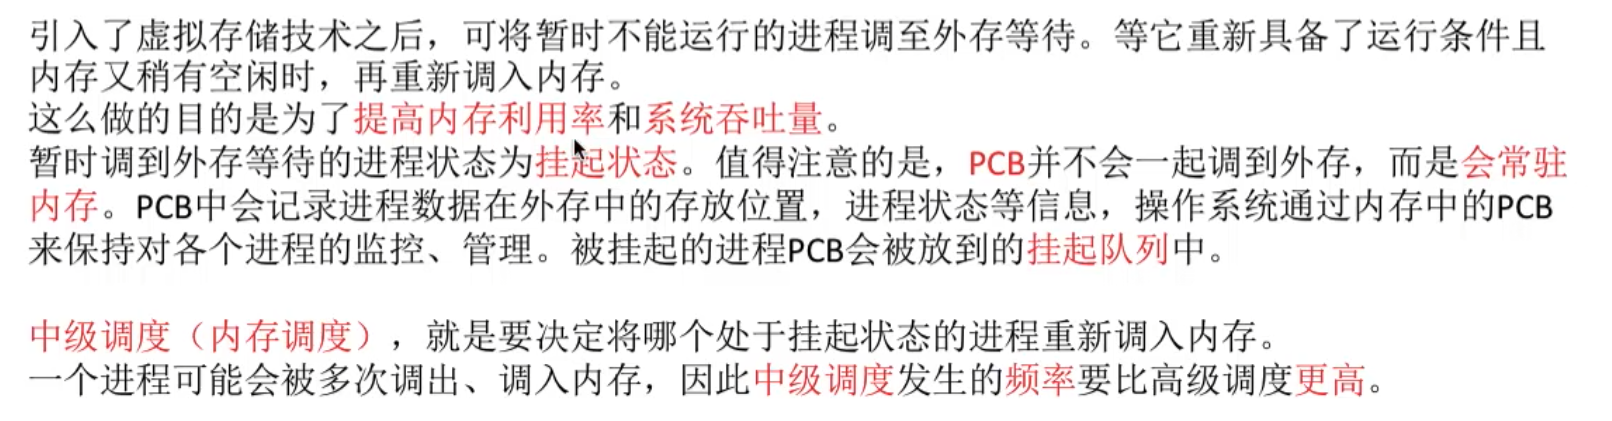 引入了虚拟存储技术之后，可将暂时不能运行的进程调至外存等待。等它重新具备了运行条件且
内存又稍有空闲时，再重新调入内存。
这么做的目的是为了提高内存利用率和系统吞吐量。
暂时调到外存等待的进程状态为挂起状态。值得注意的是，PCB并不会一起调到外存，而是会常驻
内存。PCB中会记录进程数据在外存中的存放位置，进程状态等信息，操作系统通过内存中的PCB
来保持对各个进程的监控、管理。被挂起的进程PCB会被放到的挂起队列中。
中级调度（内存调度），就是要决定将哪个处于挂起状态的进程重新调入内存。
一个进程可能会被多次调出、调入内存，因此中级调度发生的频率要比高级调度更高。